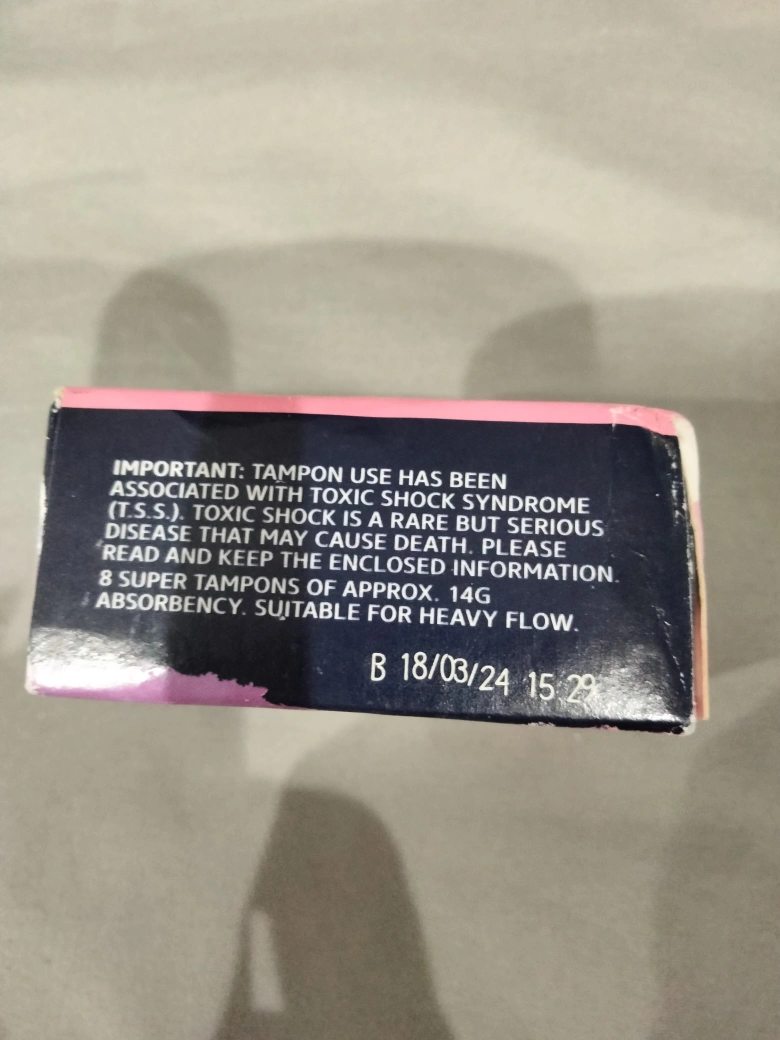 IMPORTANT: TAMPON USE HAS BEEN
ASSOCIATED WITH TOXIC SHOCK SYNDROME
(T.S.S.). TOXIC SHOCK IS A RARE BUT SERIOUS
DISEASE THAT MAY CAUSE DEATH. PLEASE
READ AND KEEP THE ENCLOSED INFORMATION.
8 SUPER TAMPONS OF APPROX. 14G
ABSORBENCY. SUITABLE FOR HEAVY FLOW.
B 18/03/24 15 29